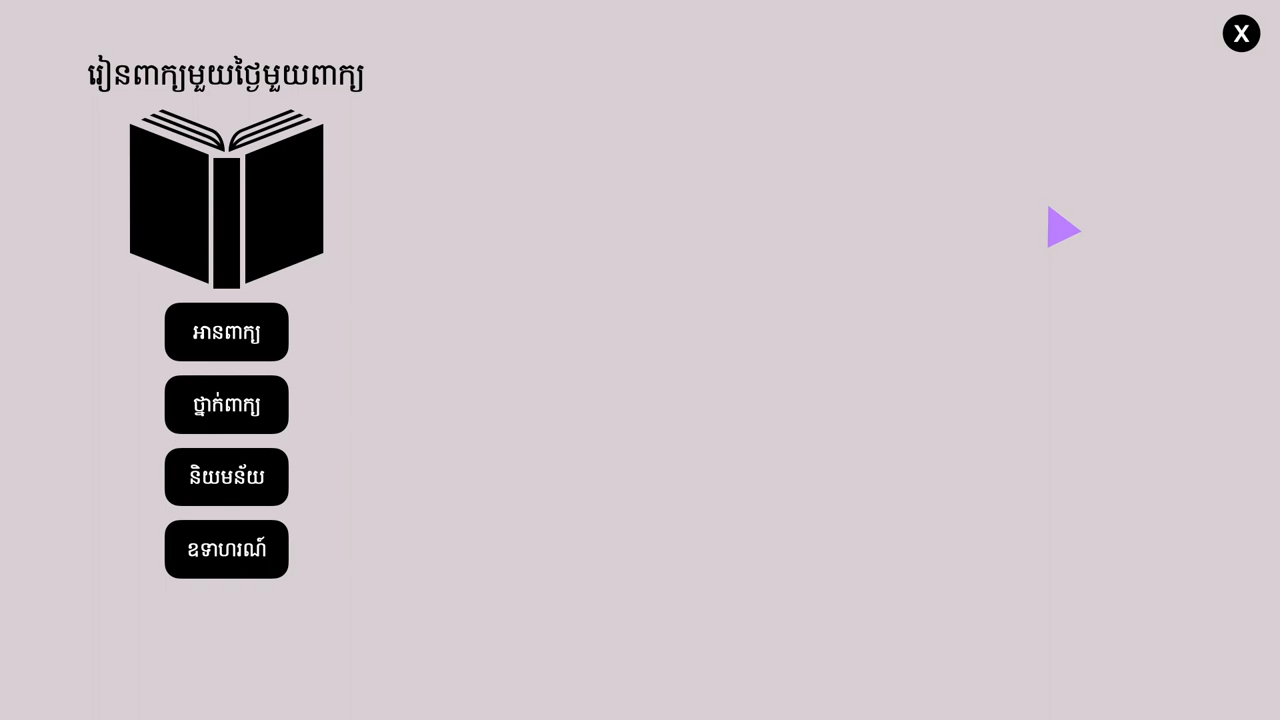 X
រៀនពាក្យមួយថ្ងៃមួយពាក្យ
អានពាក្យ
ថ្នាក់ពាក្យ
និយមន័យ
ឧទាហរណ៍